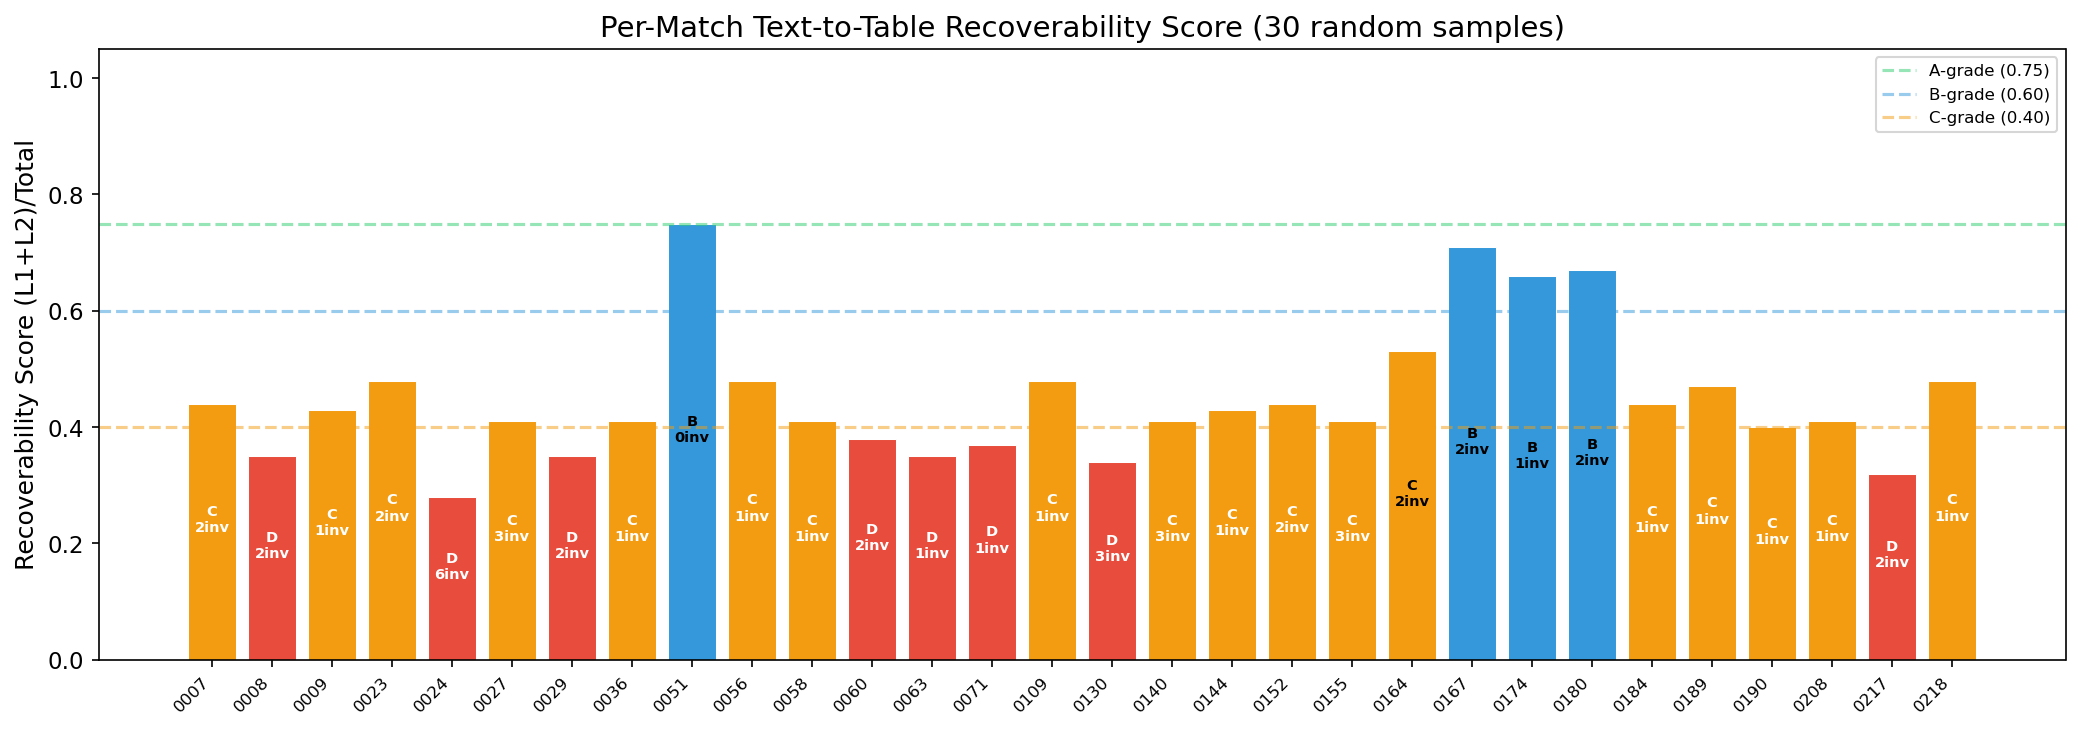 Per-Match Text-to-Table Recoverability Score (30 random samples)
Recoverability Score (L1+L2)/Total
1.0
0.8
0.6
0.4
0.2
0.0
A-grade (0.75)
B-grade (0.60)
C-grade (0.40)
C
2inv
D
2inv
C
1inv
C
2inv
D
6inv
C
3inv
D
2inv
C
1inv
B
0inv
C
1inv
C
1inv
D
2inv
D
1inv
D
1inv
C
1inv
D
3inv
C
3inv
C
1inv
C
2inv
C
3inv
C
2inv
B
2inv
B
1inv
B
2inv
C
1inv
C
1inv
C
1inv
C
1inv
D
2inv
C
1inv
0007
0008
0009
0023
0024
0027
0029
0036
0051
0056
0058
0060
0063
0071
0109
0130
0140
0144
0152
0155
0164
0167
0174
0180
0184
0189
0190
0208
0217
0218